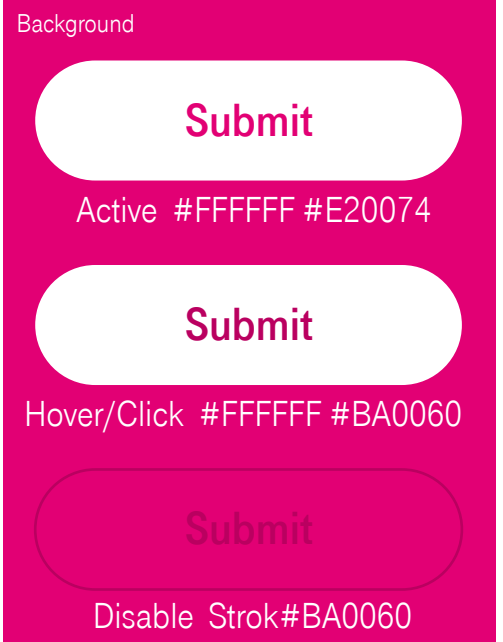 Background
Submit
Active #FFFFFF #E20074
Submit
Hover/Click #FFFFFF #BA0060
Submit
Disable Strok#BA0060